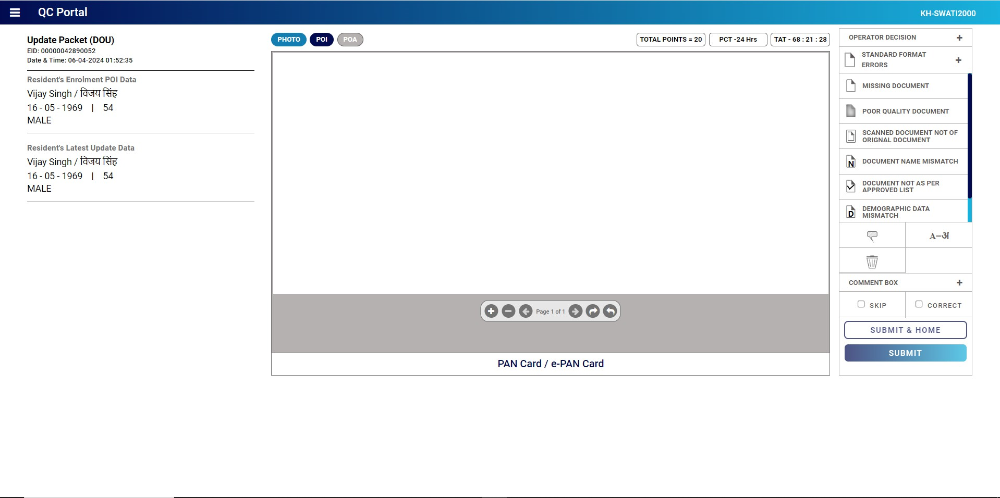 QC Portal
KH-SWATI2000
Update Packet (DOU)
EID: 00000042890052
Date & Time: 06-04-2024 01:52:35
Resident's Enrolment POI Data
Vijay Singh / विजय सिंह
16 - 05 - 1969 | 54
MALE
Resident's Latest Update Data
Vijay Singh / विजय सिंह
16 - 05 - 1969 | 54
MALE
PHOTO POI POA
TOTAL POINTS = 20 PCT -24 Hrs TAT - 68 : 21 : 28
Page 1 of 1
PAN Card / e-PAN Card
OPERATOR DECISION +
STANDARD FORMAT
ERRORS +
MISSING DOCUMENT
POOR QUALITY DOCUMENT
SCANNED DOCUMENT NOT OF
ORIGNAL DOCUMENT
N DOCUMENT NAME MISMATCH
DOCUMENT NOT AS PER
APPROVED LIST
D DEMOGRAPHIC DATA
MISMATCH
A=अ
COMMENT BOX +
SKIP CORRECT
SUBMIT & HOME
SUBMIT